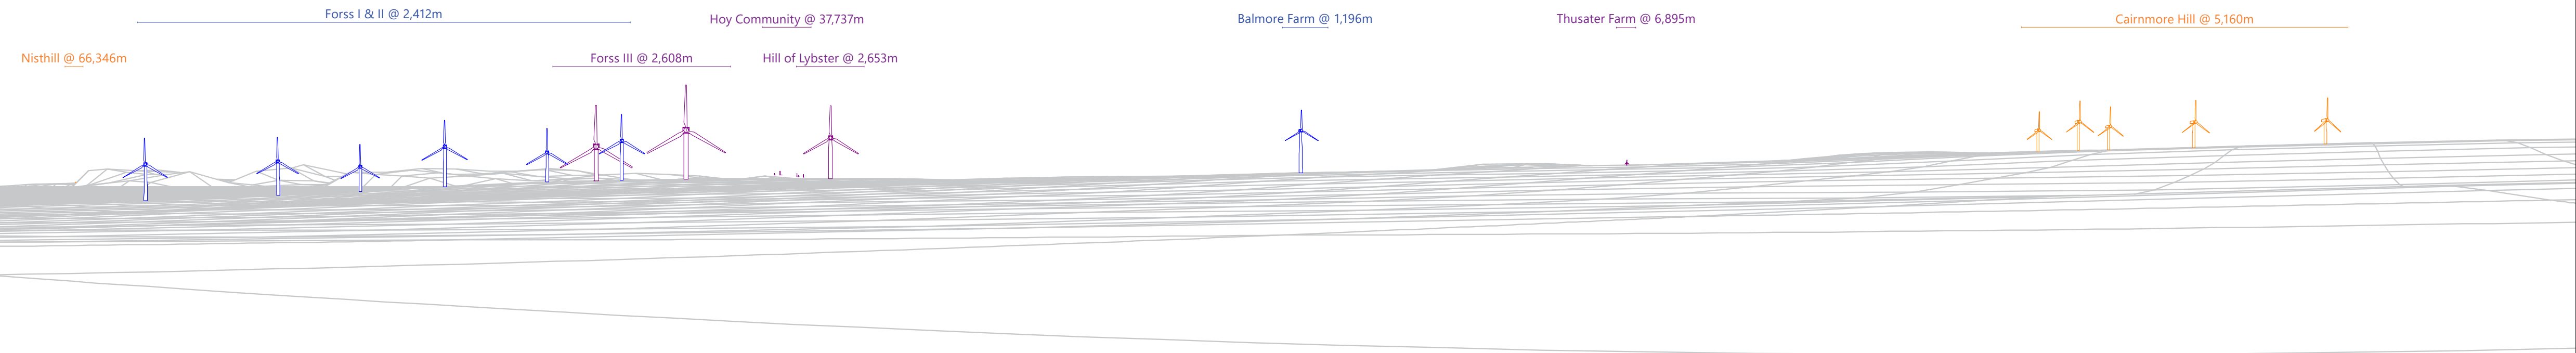 Forss I & II @ 2,412m
Hoy Community @ 37,737m
Balmore Farm @ 1,196m
Thusater Farm @ 6,895m
Cairnmore Hill @ 5,160m
Nisthill @ 66,346m
Forss III @ 2,608m
Hill of Lybster @ 2,653m